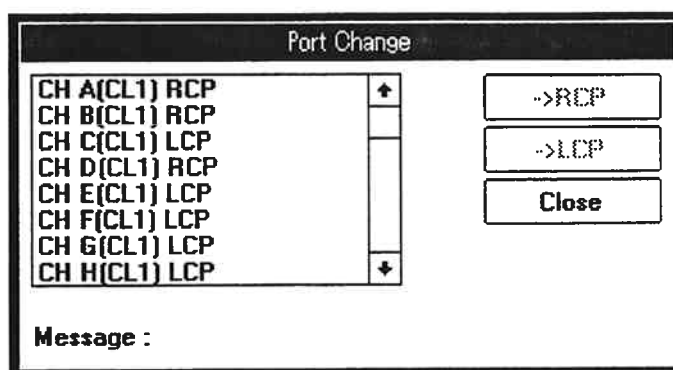 Port Change
CH A(CL1) RCP
CH B(CL1) RCP
CH C(CL1) LCP
CH D(CL1) RCP
CH E(CL1) LCP
CH F(CL1) LCP
CH G(CL1) LCP
CH H(CL1) LCP
->RCP
->LCP
Close
Message :